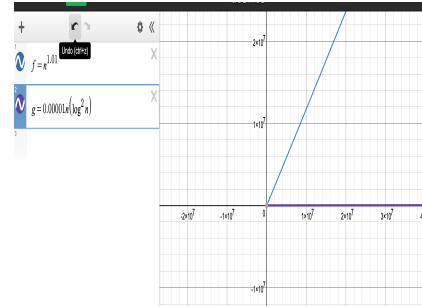 Undo (ctrl+z)
1
f = n^1.01
2
g = 0.00001n(log^2 n)
3
2×10^7
1×10^7
-2×10^7 -1×10^7 0 1×10^7 2×10^7 3×10^7 4
-1×10^7